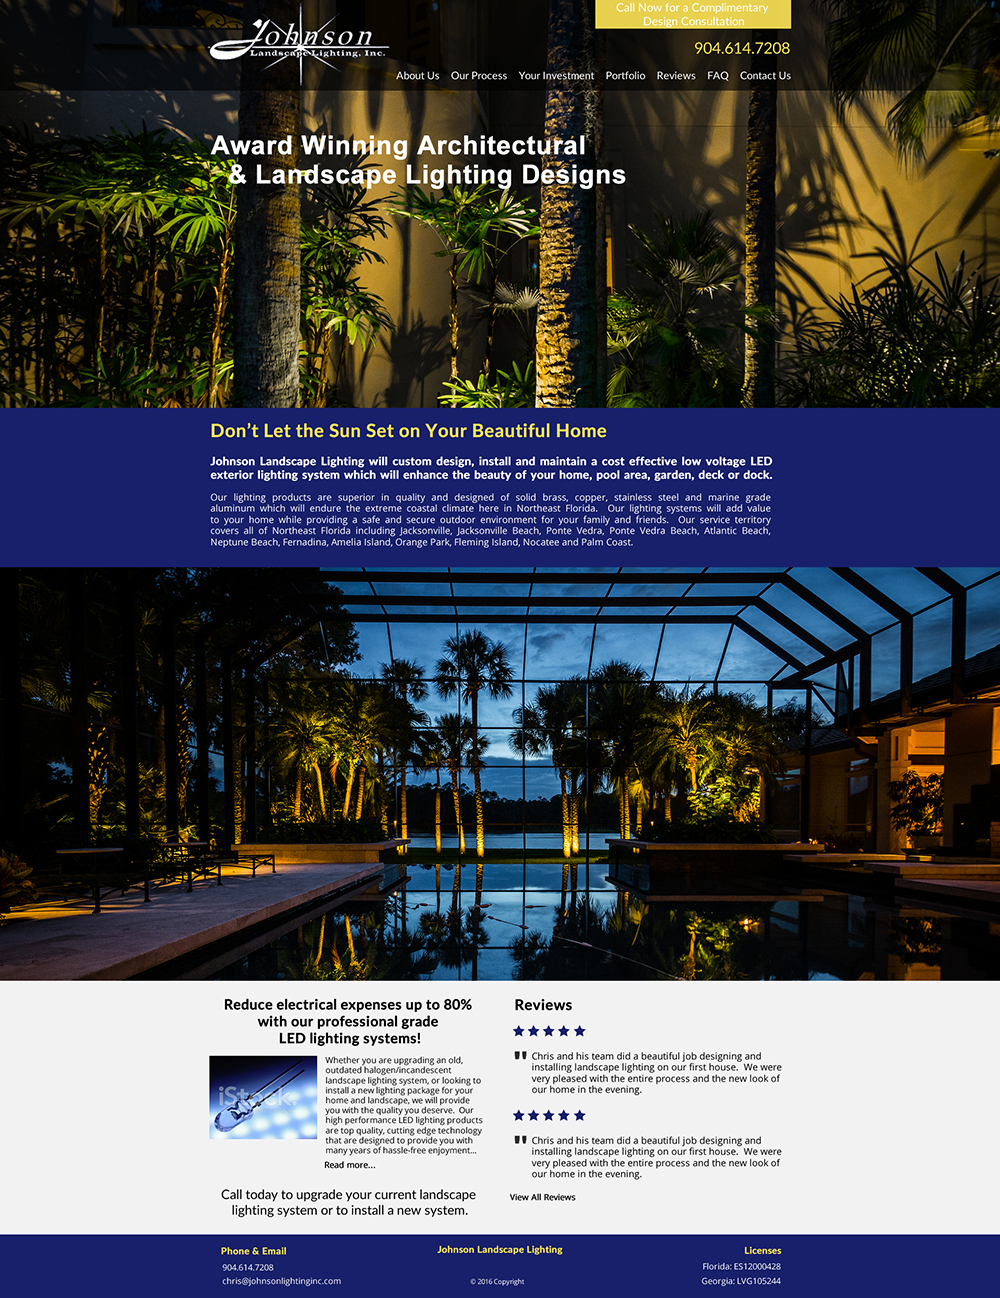 Johnson
Landscape Lighting, Inc.
Call Now for a Complimentary
Design Consultation
904.614.7208
About Us Our Process Your Investment Portfolio Reviews FAQ Contact Us
Award Winning Architectural
& Landscape Lighting Designs
Don't Let the Sun Set on Your Beautiful Home
Johnson Landscape Lighting will custom design, install and maintain a cost effective low voltage LED
exterior lighting system which will enhance the beauty of your home, pool area, garden, deck or dock.
Our lighting products are superior in quality and designed of solid brass, copper, stainless steel and marine grade
aluminum which will endure the extreme coastal climate here in Northeast Florida. Our lighting systems will add value
to your home while providing a safe and secure outdoor environment for your family and friends. Our service territory
covers all of Northeast Florida including Jacksonville, Jacksonville Beach, Ponte Vedra, Ponte Vedra Beach, Atlantic Beach,
Neptune Beach, Fernadina, Amelia Island, Orange Park, Fleming Island, Nocatee and Palm Coast.
Reduce electrical expenses up to 80%
with our professional grade
LED lighting systems!
iStock
Whether you are upgrading an old,
outdated halogen/incandescent
landscape lighting system, or looking to
install a new lighting package for your
home and landscape, we will provide
you with the quality you deserve. Our
high performance LED lighting products
are top quality, cutting edge technology
that are designed to provide you with
many years of hassle-free enjoyment...
Read more...
Call today to upgrade your current landscape
lighting system or to install a new system.
Reviews
" Chris and his team did a beautiful job designing and
installing landscape lighting on our first house. We were
very pleased with the entire process and the new look of
our home in the evening.
" Chris and his team did a beautiful job designing and
installing landscape lighting on our first house. We were
very pleased with the entire process and the new look of
our home in the evening.
View All Reviews
Phone & Email
904.614.7208
chris@johnsonlightinginc.com
Johnson Landscape Lighting
© 2016 Copyright
Licenses
Florida: ES12000428
Georgia: LVG105244